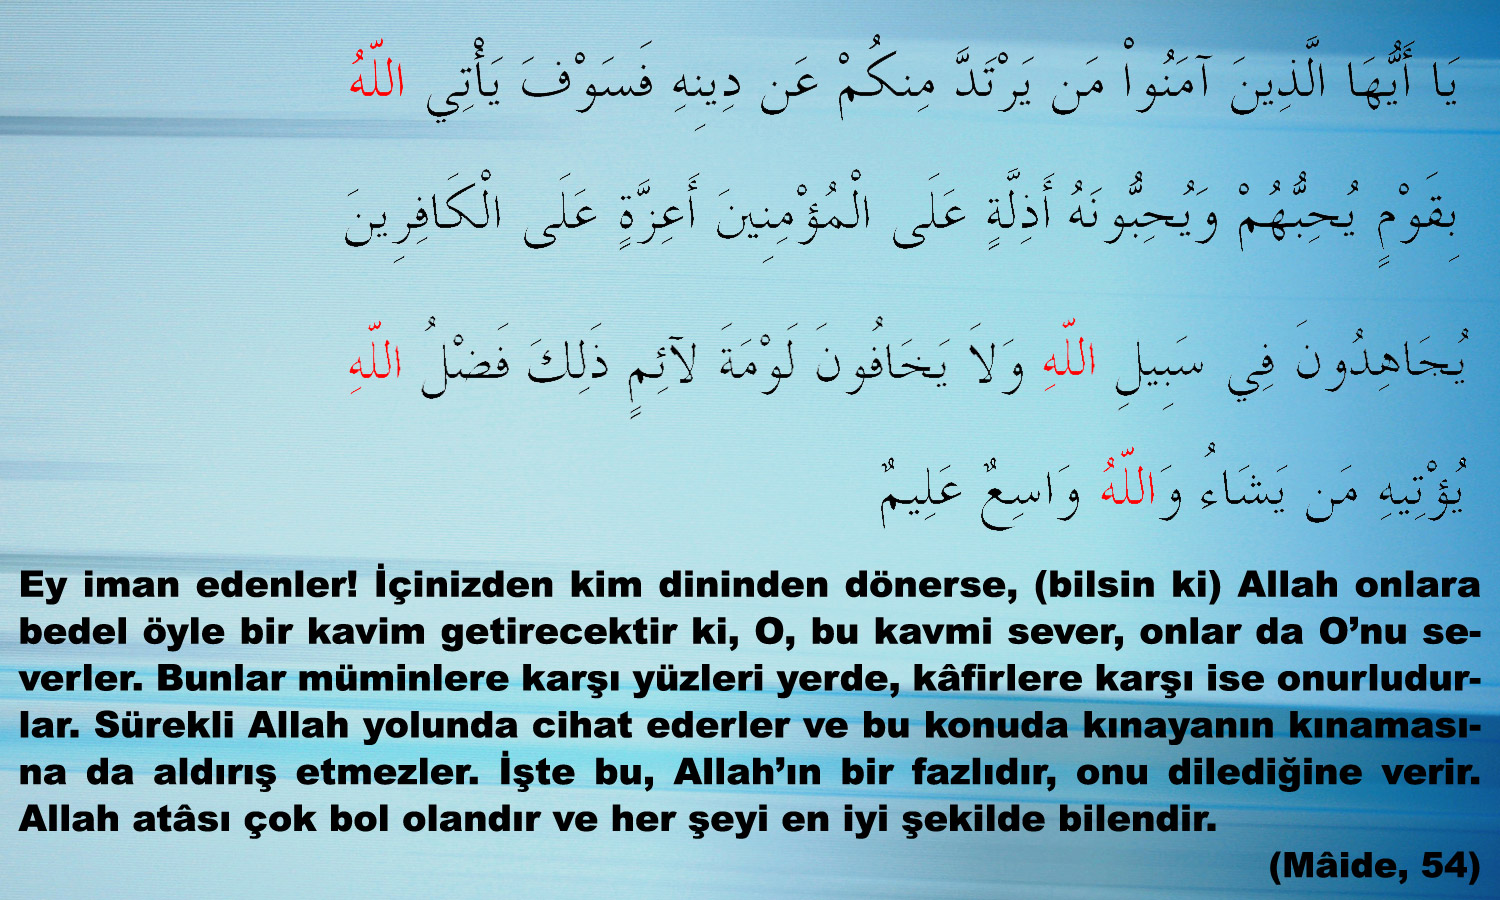 يَا أَيُّهَا الَّذِينَ آمَنُواْ مَن يَرْتَدَّ مِنكُمْ عَن دِينِهِ فَسَوْفَ يَأْتِي اللّهُ
بِقَوْمٍ يُحِبُّهُمْ وَيُحِبُّونَهُ أَذِلَّةٍ عَلَى الْمُؤْمِنِينَ أَعِزَّةٍ عَلَى الْكَافِرِينَ
يُجَاهِدُونَ فِي سَبِيلِ اللّهِ وَلاَ يَخَافُونَ لَوْمَةَ لآئِمٍ ذَلِكَ فَضْلُ اللّهِ
يُؤْتِيهِ مَن يَشَاءُ وَاللّهُ وَاسِعٌ عَلِيمٌ
Ey iman edenler! İçinizden kim dininden dönerse, (bilsin ki) Allah onlara
bedel öyle bir kavim getirecektir ki, O, bu kavmi sever, onlar da O’nu se-
verler. Bunlar müminlere karşı yüzleri yerde, kâfirlere karşı ise onurludur-
lar. Sürekli Allah yolunda cihat ederler ve bu konuda kınayanın kınaması-
na da aldırış etmezler. İşte bu, Allah’ın bir fazlıdır, onu dilediğine verir.
Allah atâsı çok bol olandır ve her şeyi en iyi şekilde bilendir.
(Mâide, 54)